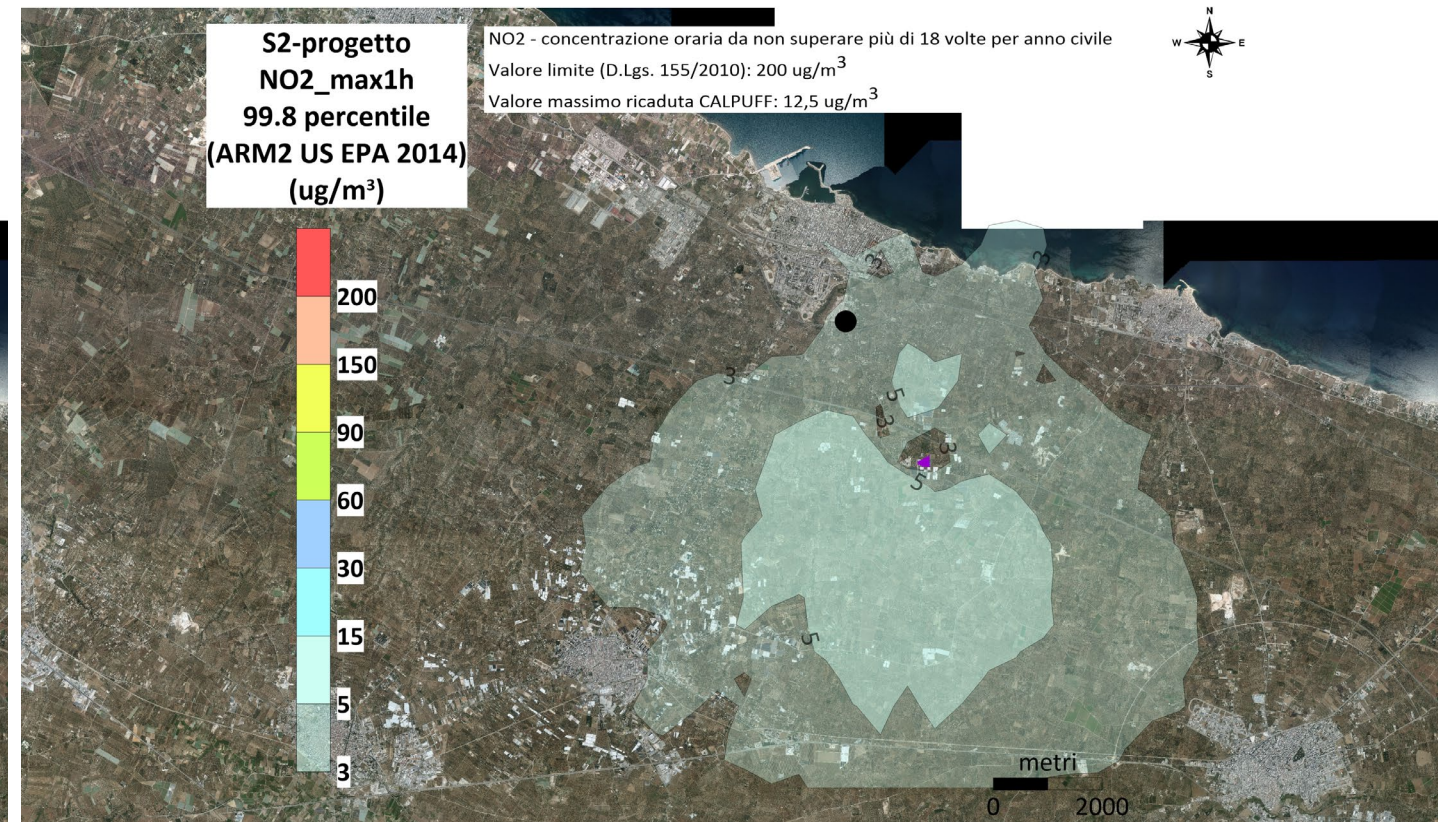 S2-progetto
NO2_max1h
99.8 percentile
(ARM2 US EPA 2014)
(ug/m³)
NO2 - concentrazione oraria da non superare più di 18 volte per anno civile
Valore limite (D.Lgs. 155/2010): 200 ug/m³
Valore massimo ricaduta CALPUFF: 12,5 ug/m³
N
W E
S
200
150
90
60
30
15
5
3
3
3
3
5
3
3
5
5
metri
0 2000